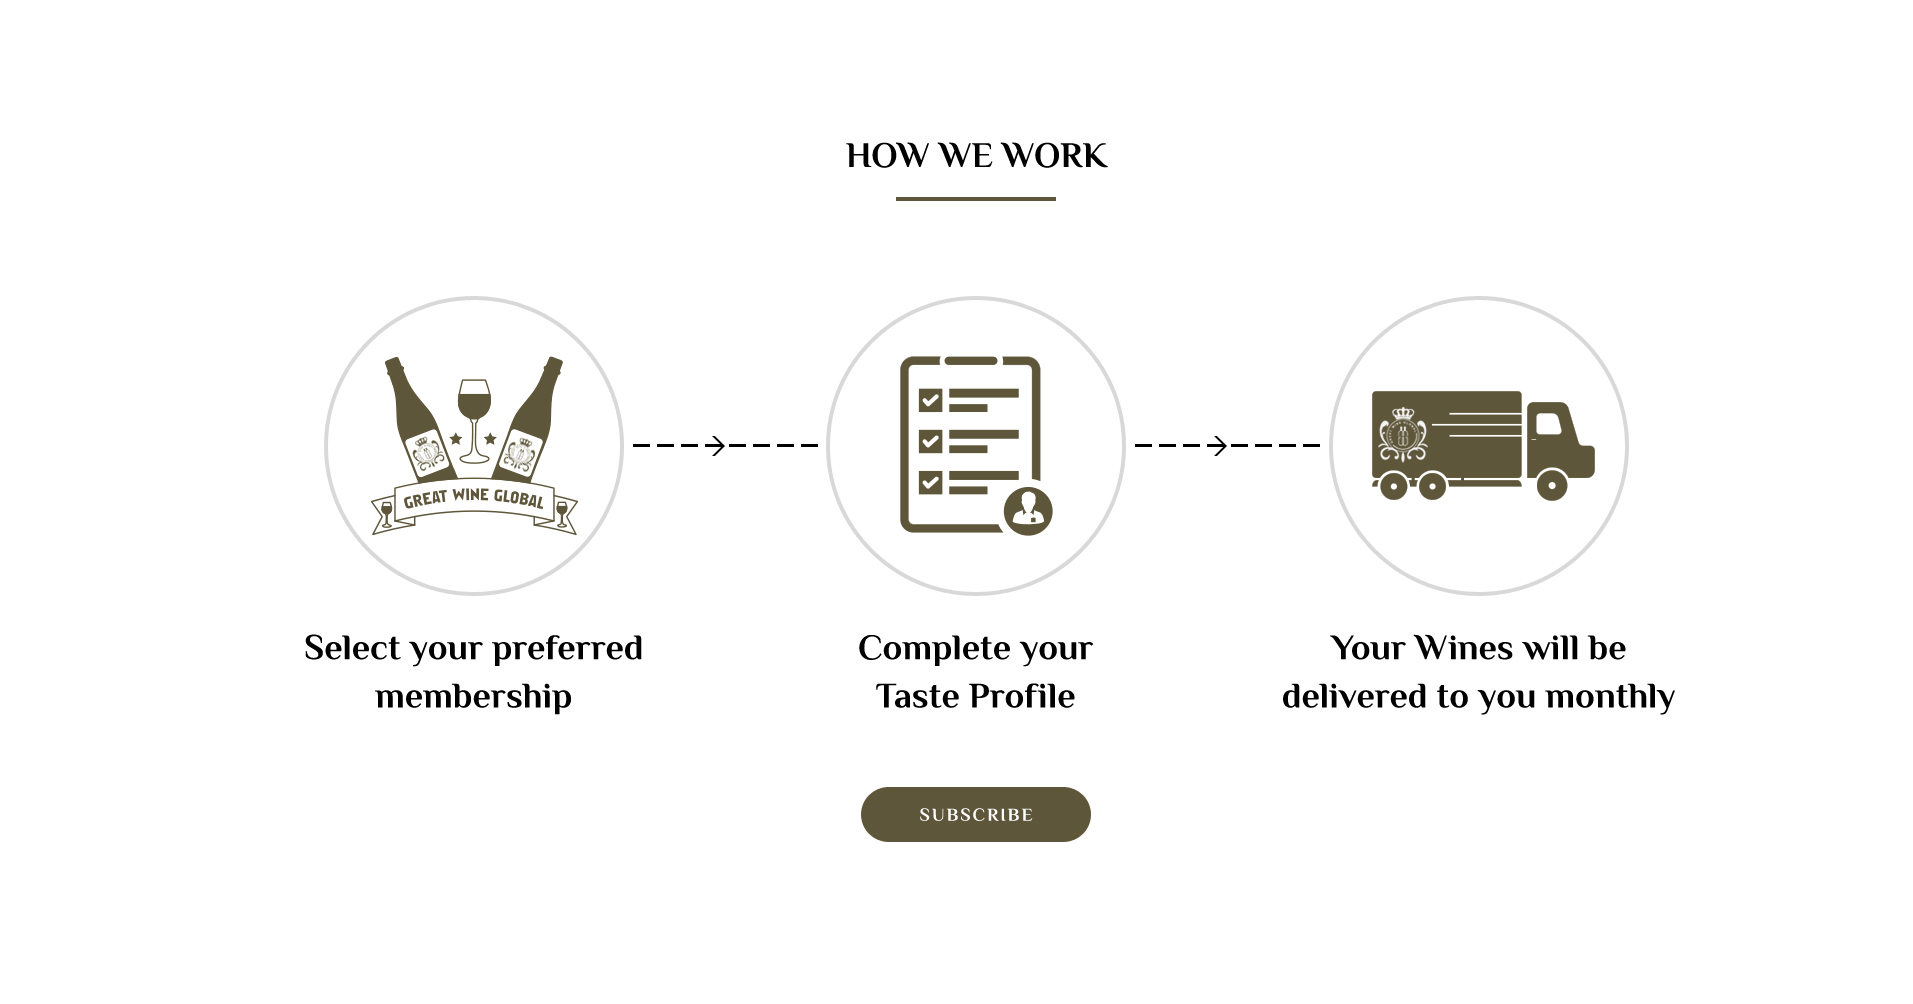 HOW WE WORK
GREAT WINE GLOBAL
Select your preferred
membership
Complete your
Taste Profile
Your Wines will be
delivered to you monthly
SUBSCRIBE